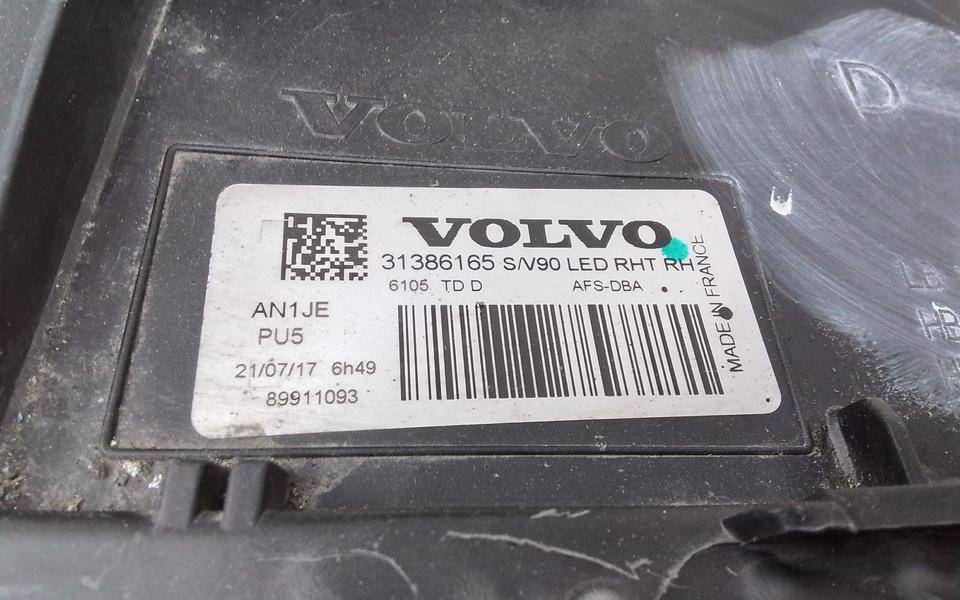 VOLVO
D
VOLVO
31386165 S/V90 LED RHT RH
6105 TD D AFS-DBA
AN1JE
PU5
21/07/17 6h49
89911093
MADE IN FRANCE